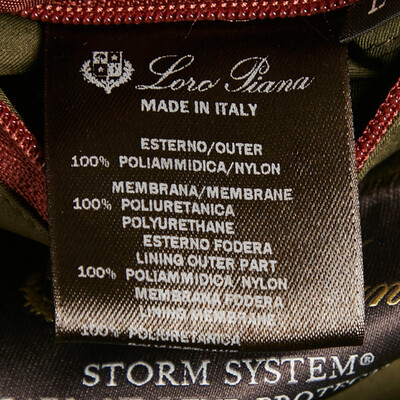 L
Loro Piana
MADE IN ITALY
ESTERNO/OUTER
100% POLIAMMIDICA/NYLON
MEMBRANA/MEMBRANE
100% POLIURETANICA
POLYURETHANE
ESTERNO FODERA
LINING OUTER PART
100% POLIAMMIDICA/NYLON
MEMBRANA FODERA
LINING MEMBRANE
100% POLIURETANICA
POLYURETHANE
STORM SYSTEM®